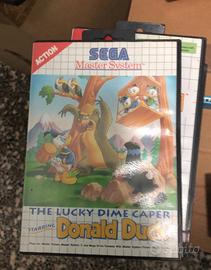 ACTION
SEGA
Master System
THE LUCKY DIME CAPER
STARRING
Donald Duck